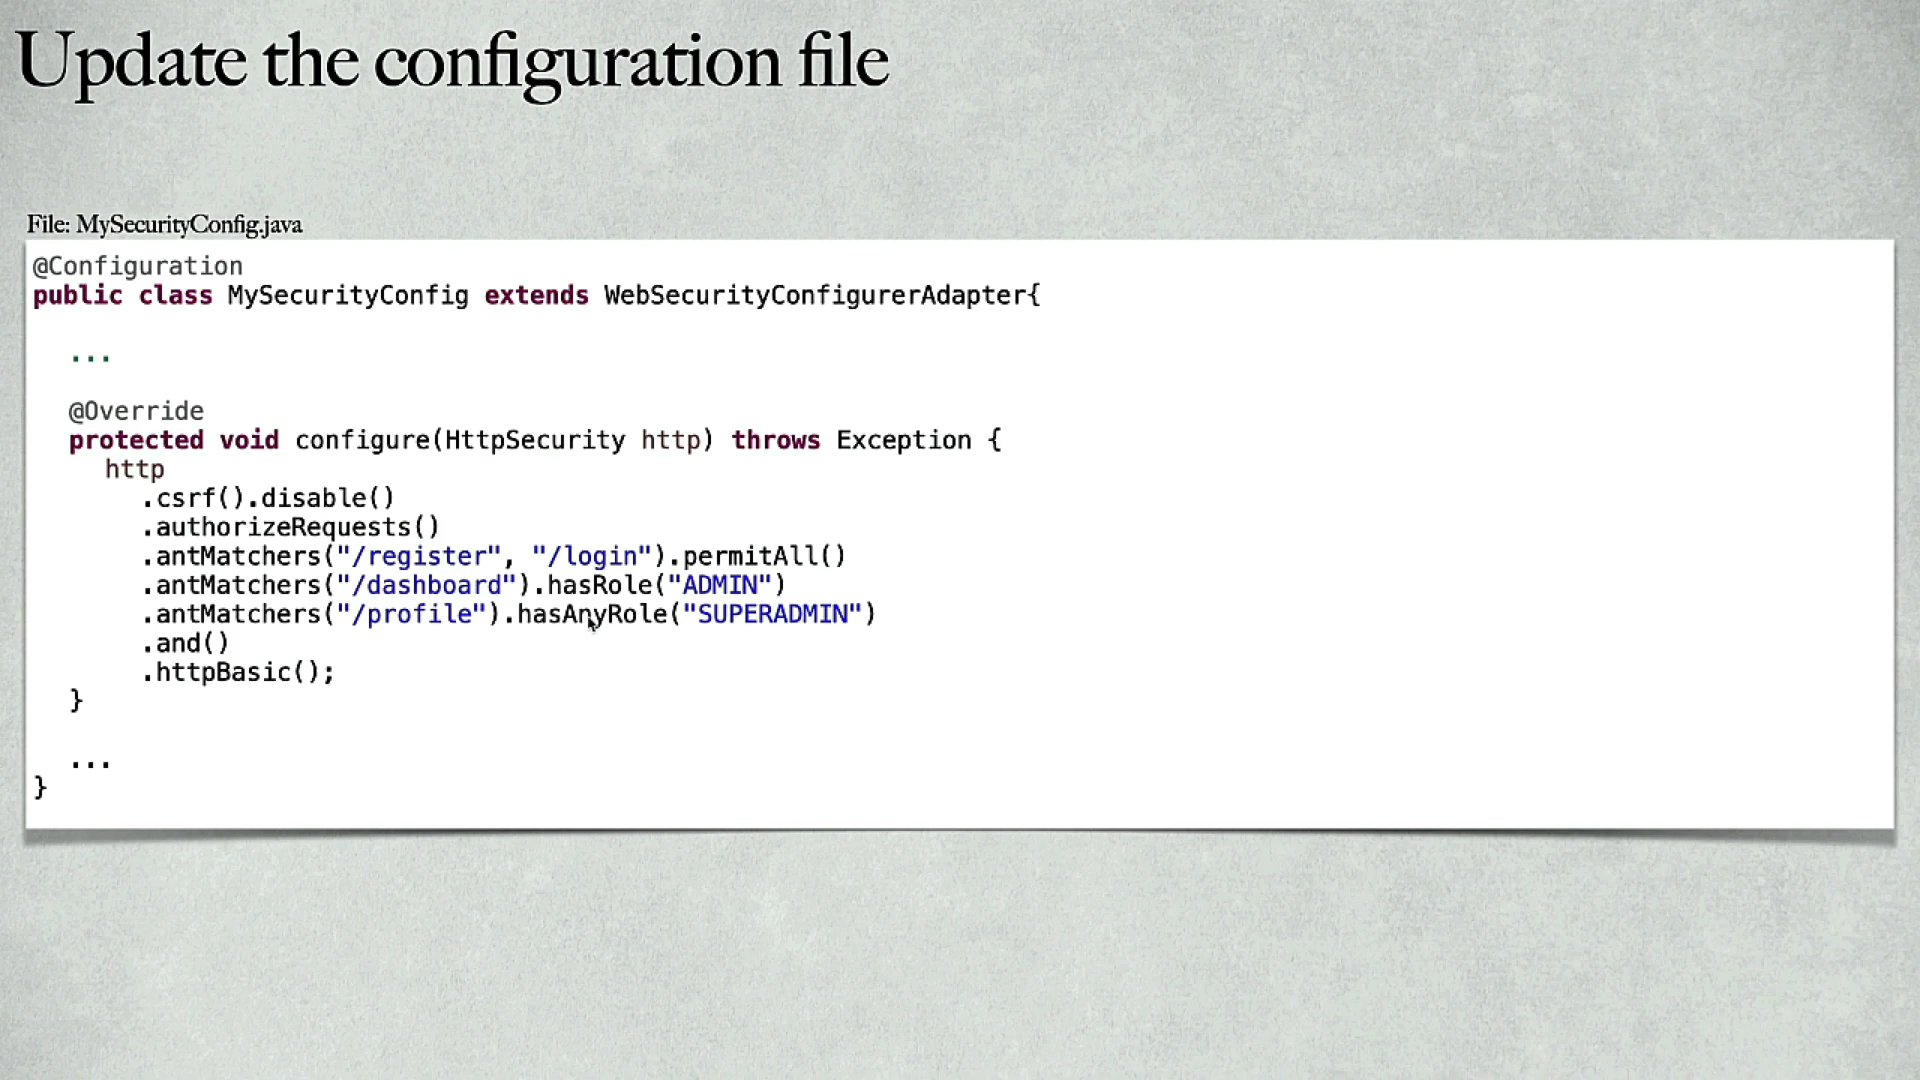 Update the configuration file
File: MySecurityConfig.java
@Configuration
public class MySecurityConfig extends WebSecurityConfigurerAdapter{
...
@Override
protected void configure(HttpSecurity http) throws Exception {
http
.csrf().disable()
.authorizeRequests()
.antMatchers("/register", "/login").permitAll()
.antMatchers("/dashboard").hasRole("ADMIN")
.antMatchers("/profile").hasAnyRole("SUPERADMIN")
.and()
.httpBasic();
}
...
}